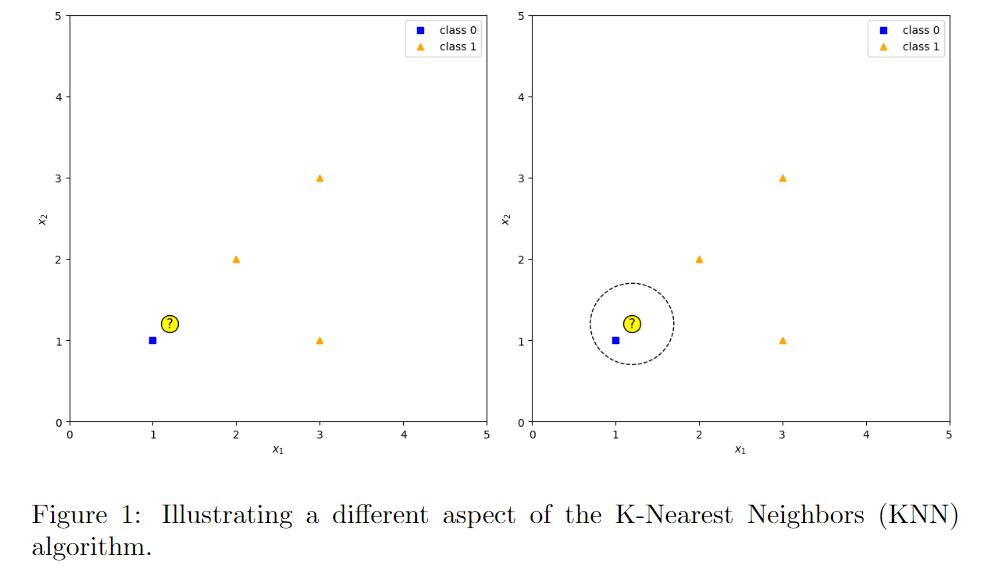 5
4
3
2
1
0
x₂
0 1 2 3 4 5
x₁
class 0
class 1
?
5
4
3
2
1
0
x₂
0 1 2 3 4 5
x₁
class 0
class 1
?
Figure 1: Illustrating a different aspect of the K-Nearest Neighbors (KNN)
algorithm.